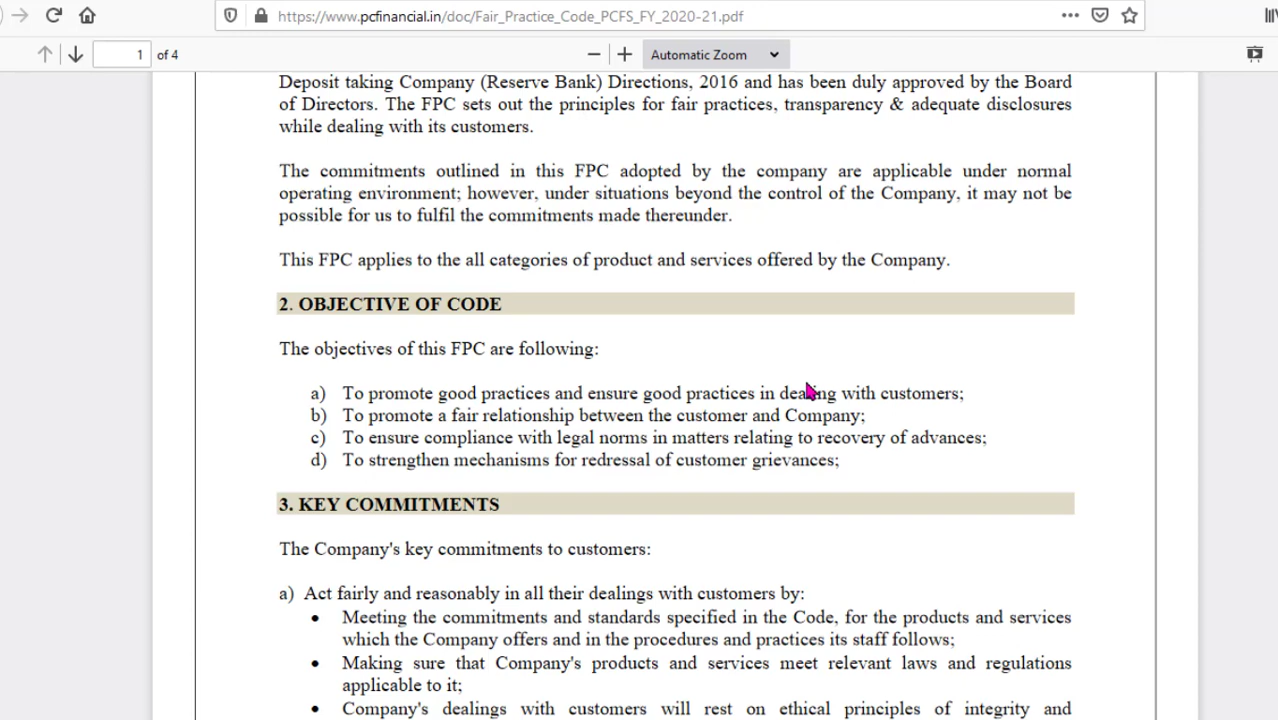 https://www.pcfinancial.in/doc/Fair_Practice_Code_PCFS_FY_2020-21.pdf
1 of 4
Automatic Zoom
Deposit taking Company (Reserve Bank) Directions, 2016 and has been duly approved by the Board
of Directors. The FPC sets out the principles for fair practices, transparency & adequate disclosures
while dealing with its customers.
The commitments outlined in this FPC adopted by the company are applicable under normal
operating environment; however, under situations beyond the control of the Company, it may not be
possible for us to fulfil the commitments made thereunder.
This FPC applies to the all categories of product and services offered by the Company.
2. OBJECTIVE OF CODE
The objectives of this FPC are following:
a) To promote good practices and ensure good practices in dealing with customers;
b) To promote a fair relationship between the customer and Company;
c) To ensure compliance with legal norms in matters relating to recovery of advances;
d) To strengthen mechanisms for redressal of customer grievances;
3. KEY COMMITMENTS
The Company's key commitments to customers:
a) Act fairly and reasonably in all their dealings with customers by:
• Meeting the commitments and standards specified in the Code, for the products and services
which the Company offers and in the procedures and practices its staff follows;
• Making sure that Company's products and services meet relevant laws and regulations
applicable to it;
• Company's dealings with customers will rest on ethical principles of integrity and